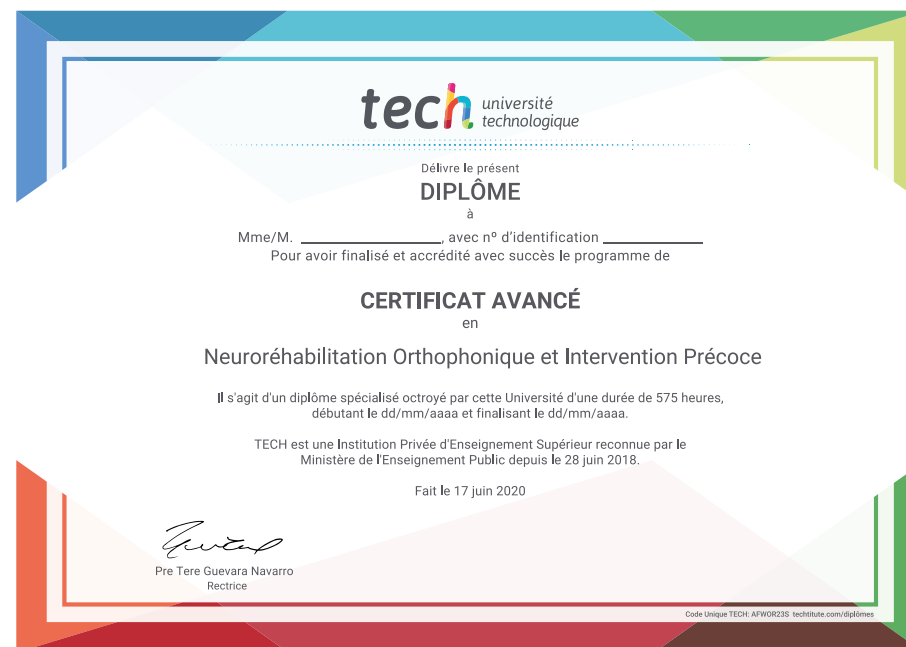 tech université
technologique
Délivre le présent
DIPLÔME
à
Mme/M. ____________________, avec nº d'identification ______________
Pour avoir finalisé et accrédité avec succès le programme de
CERTIFICAT AVANCÉ
en
Neuroréhabilitation Orthophonique et Intervention Précoce
Il s'agit d'un diplôme spécialisé octroyé par cette Université d'une durée de 575 heures,
débutant le dd/mm/aaaa et finalisant le dd/mm/aaaa.
TECH est une Institution Privée d'Enseignement Supérieur reconnue par le
Ministère de l'Enseignement Public depuis le 28 juin 2018.
Fait le 17 juin 2020
Pre Tere Guevara Navarro
Rectrice
Code Unique TECH: AFWOR23S techtitute.com/diplômes